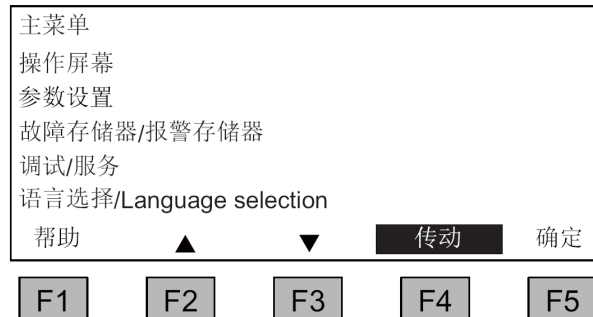 主菜单
操作屏幕
参数设置
故障存储器/报警存储器
调试/服务
语言选择/Language selection
帮助 ▲ ▼ 传动 确定
F1 F2 F3 F4 F5